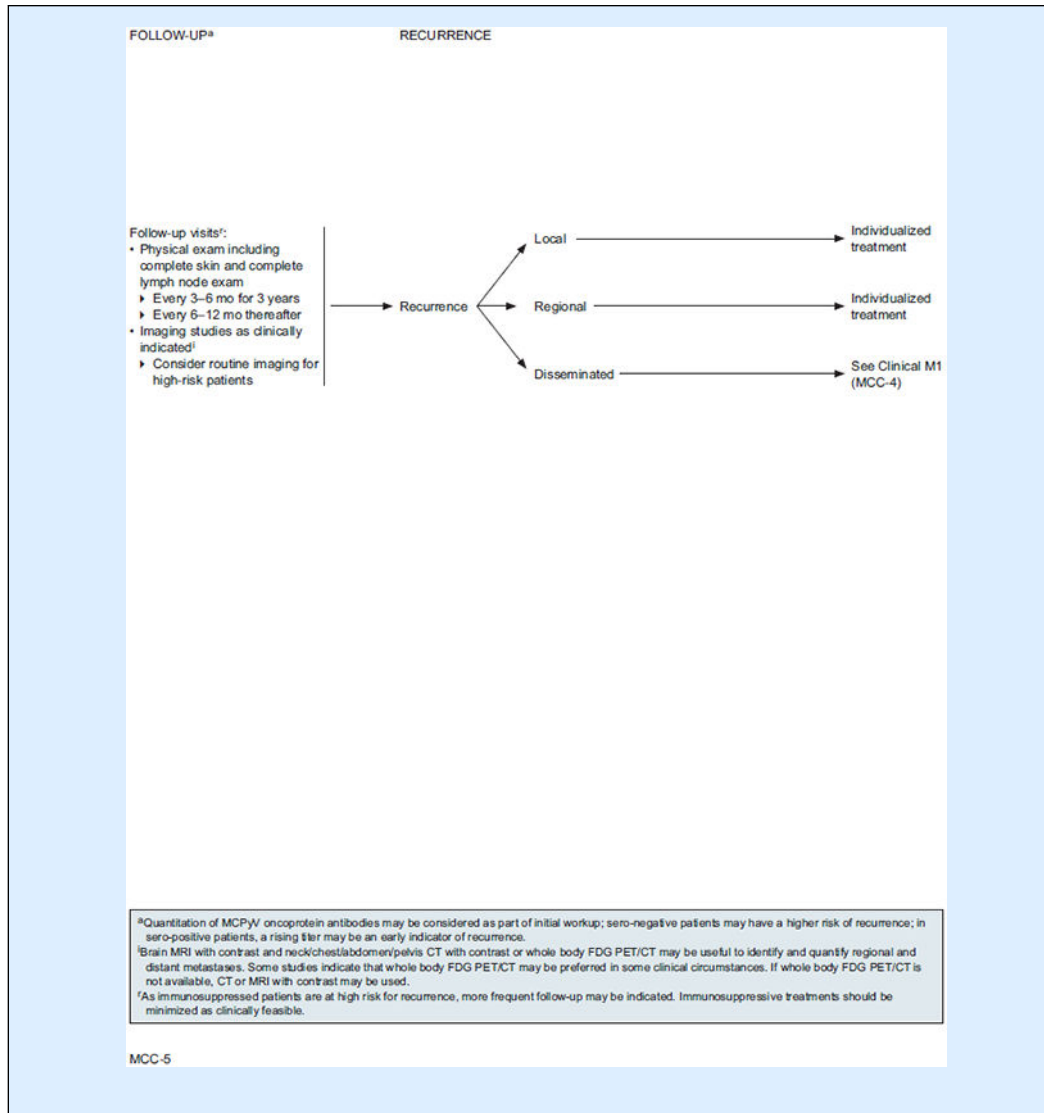 FOLLOW-UPᵃ
RECURRENCE
Follow-up visitsʳ:
• Physical exam including
complete skin and complete
lymph node exam
▸ Every 3–6 mo for 3 years
▸ Every 6–12 mo thereafter
• Imaging studies as clinically
indicatedⁱ
▸ Consider routine imaging for
high-risk patients
Recurrence
Local
Individualized
treatment
Regional
Individualized
treatment
Disseminated
See Clinical M1
(MCC-4)
ᵃQuantitation of MCPyV oncoprotein antibodies may be considered as part of initial workup; sero-negative patients may have a higher risk of recurrence; in
sero-positive patients, a rising titer may be an early indicator of recurrence.
ⁱBrain MRI with contrast and neck/chest/abdomen/pelvis CT with contrast or whole body FDG PET/CT may be useful to identify and quantify regional and
distant metastases. Some studies indicate that whole body FDG PET/CT may be preferred in some clinical circumstances. If whole body FDG PET/CT is
not available, CT or MRI with contrast may be used.
ʳAs immunosuppressed patients are at high risk for recurrence, more frequent follow-up may be indicated. Immunosuppressive treatments should be
minimized as clinically feasible.
MCC-5